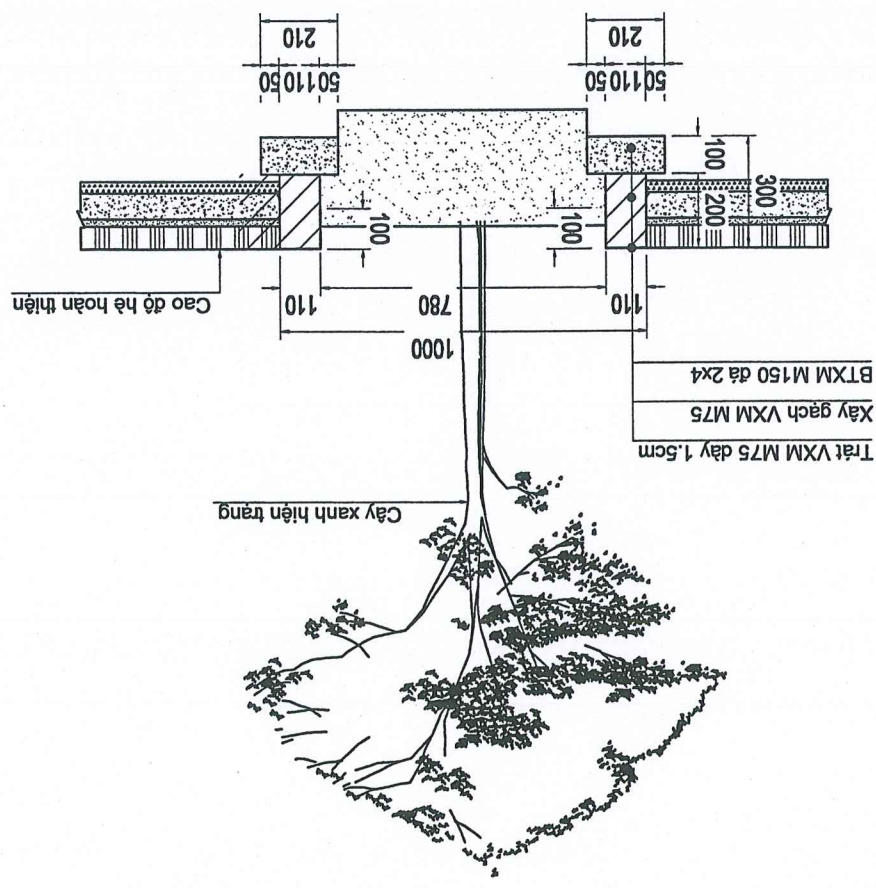 Cây xanh hiện trạng
Trát VXM M75 dày 1.5cm
Xây gạch VXM M75
BTXM M150 đá 2x4
1000
110 780 110
Cao độ hè hoàn thiện
100 100
200
300
100
50 110 50 50 110 50
210 210